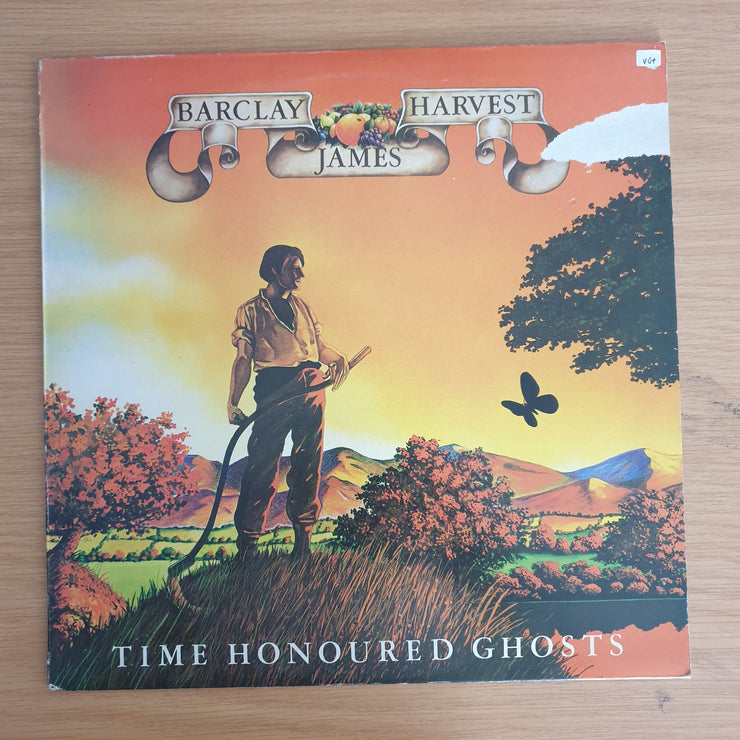 VG+
BARCLAY
JAMES
HARVEST
TIME HONOURED GHOSTS